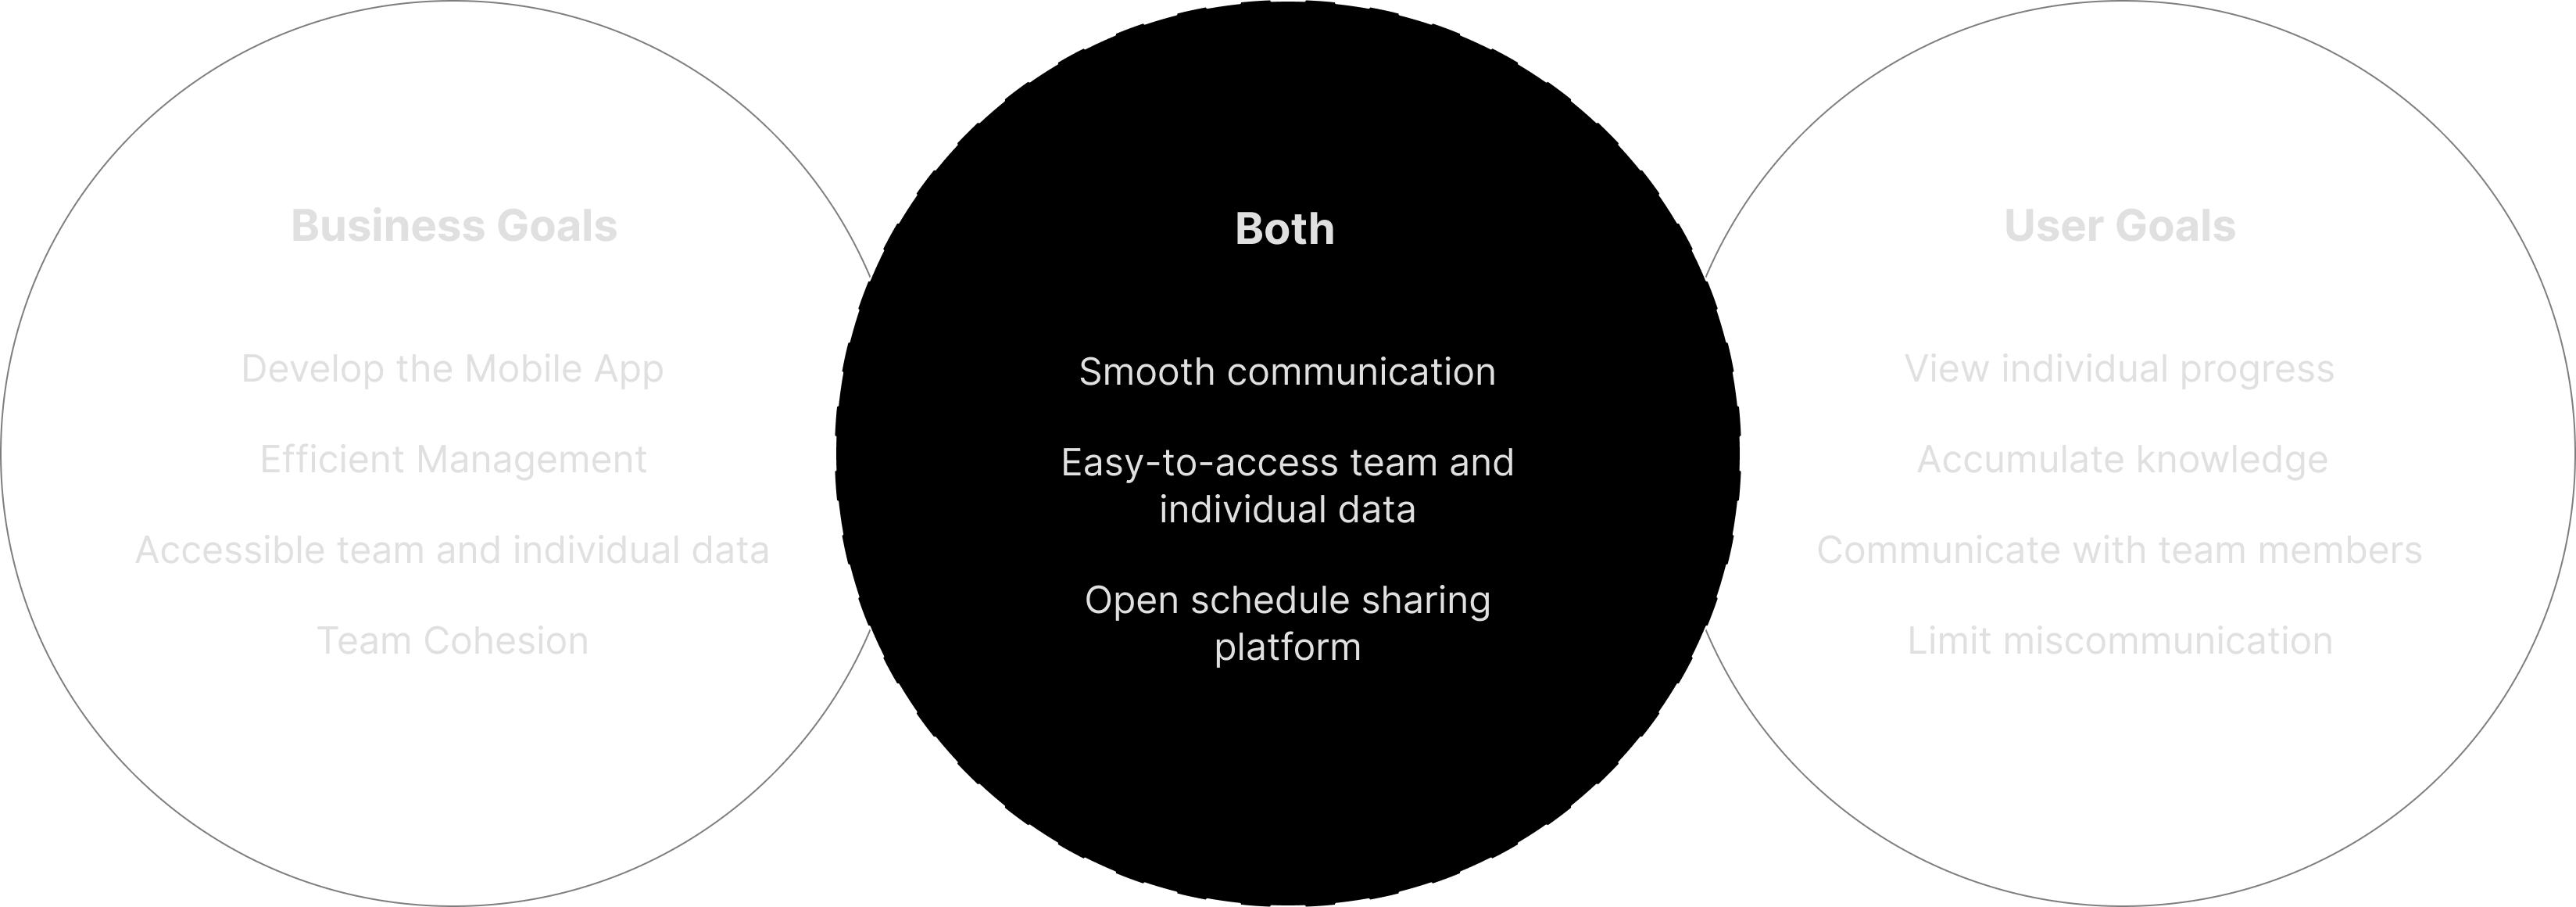 Business Goals
Develop the Mobile App
Efficient Management
Accessible team and individual data
Team Cohesion
Both
Smooth communication
Easy-to-access team and
individual data
Open schedule sharing
platform
User Goals
View individual progress
Accumulate knowledge
Communicate with team members
Limit miscommunication